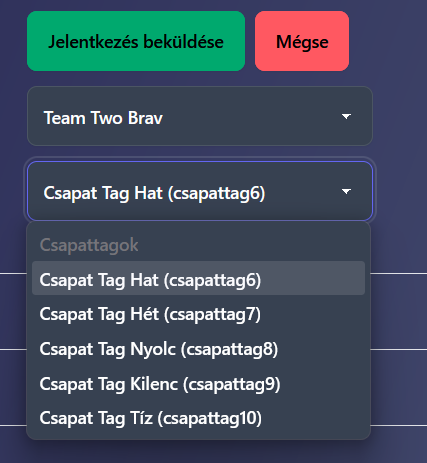 Jelentkezés beküldése Mégse
Team Two Brav
Csapat Tag Hat (csapattag6)
Csapattagok
Csapat Tag Hat (csapattag6)
Csapat Tag Hét (csapattag7)
Csapat Tag Nyolc (csapattag8)
Csapat Tag Kilenc (csapattag9)
Csapat Tag Tíz (csapattag10)